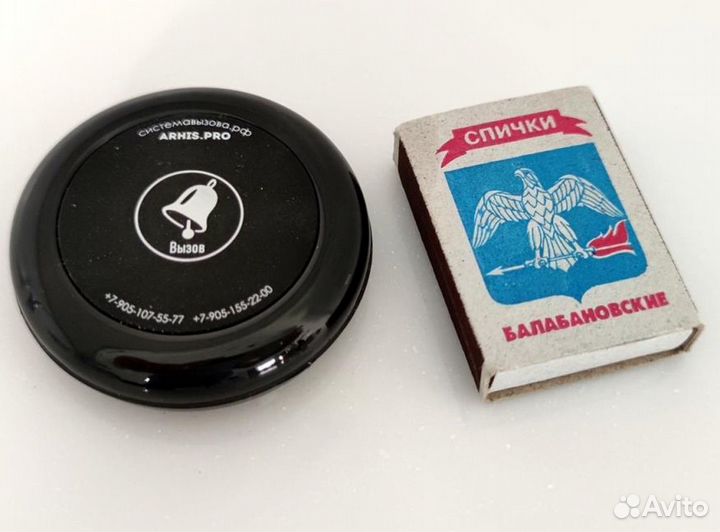 системавызова.рф
ARHIS.PRO
Вызов
+7-905-107-55-77 +7-905-155-22-00
СПИЧКИ
БАЛАБАНОВСКИЕ
Avito